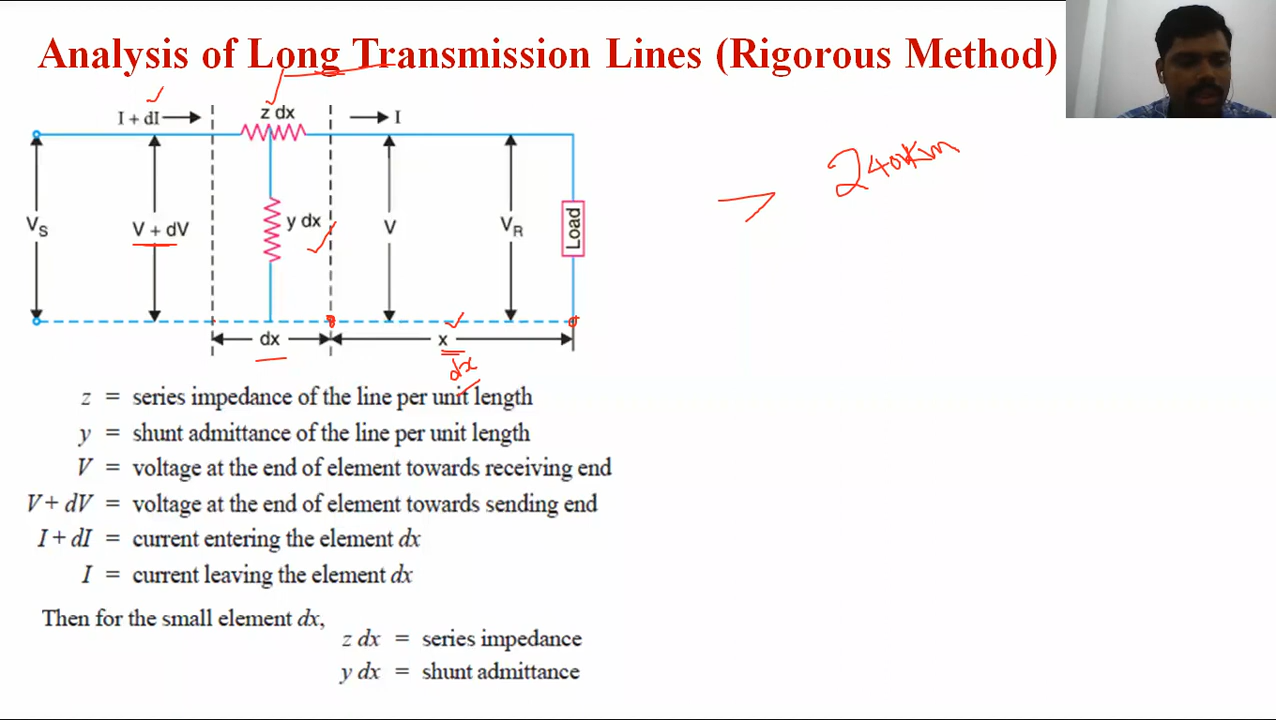 Analysis of Long Transmission Lines (Rigorous Method)
I + dI
z dx
I
> 240km
V_S
V + dV
y dx
V
V_R
Load
dx
x
dx
z = series impedance of the line per unit length
y = shunt admittance of the line per unit length
V = voltage at the end of element towards receiving end
V + dV = voltage at the end of element towards sending end
I + dI = current entering the element dx
I = current leaving the element dx
Then for the small element dx,
z dx = series impedance
y dx = shunt admittance